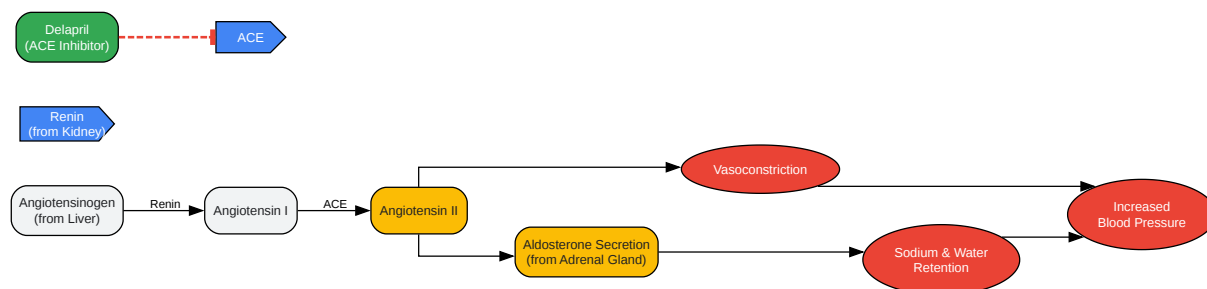 Delapril
(ACE Inhibitor)
ACE
Renin
(from Kidney)
Angiotensinogen
(from Liver)
Renin
Angiotensin I
ACE
Angiotensin II
Vasoconstriction
Aldosterone Secretion
(from Adrenal Gland)
Sodium & Water
Retention
Increased
Blood Pressure